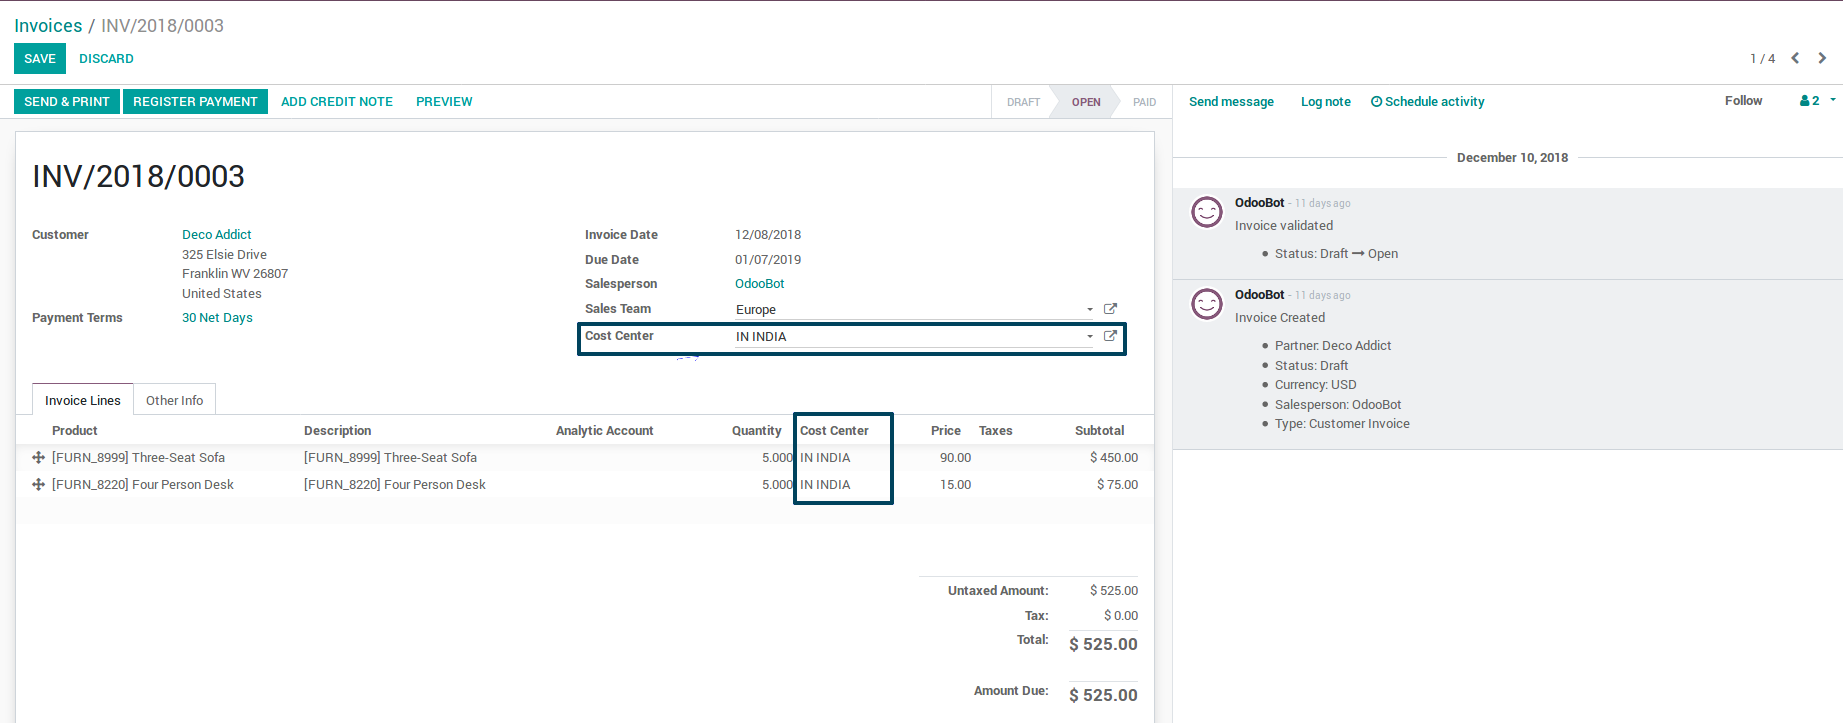 Invoices / INV/2018/0003
SAVE DISCARD
1 / 4
SEND & PRINT REGISTER PAYMENT ADD CREDIT NOTE PREVIEW
DRAFT OPEN PAID
Send message Log note Schedule activity Follow 2
INV/2018/0003
Customer Deco Addict
325 Elsie Drive
Franklin WV 26807
United States
Payment Terms 30 Net Days
Invoice Date 12/08/2018
Due Date 01/07/2019
Salesperson OdooBot
Sales Team Europe
Cost Center IN INDIA
Invoice Lines Other Info
Product Description Analytic Account Quantity Cost Center Price Taxes Subtotal
[FURN_8999] Three-Seat Sofa [FURN_8999] Three-Seat Sofa 5.000 IN INDIA 90.00 $ 450.00
[FURN_8220] Four Person Desk [FURN_8220] Four Person Desk 5.000 IN INDIA 15.00 $ 75.00
Untaxed Amount: $ 525.00
Tax: $ 0.00
Total: $ 525.00
Amount Due: $ 525.00
December 10, 2018
OdooBot - 11 days ago
Invoice validated
• Status: Draft → Open
OdooBot - 11 days ago
Invoice Created
• Partner: Deco Addict
• Status: Draft
• Currency: USD
• Salesperson: OdooBot
• Type: Customer Invoice